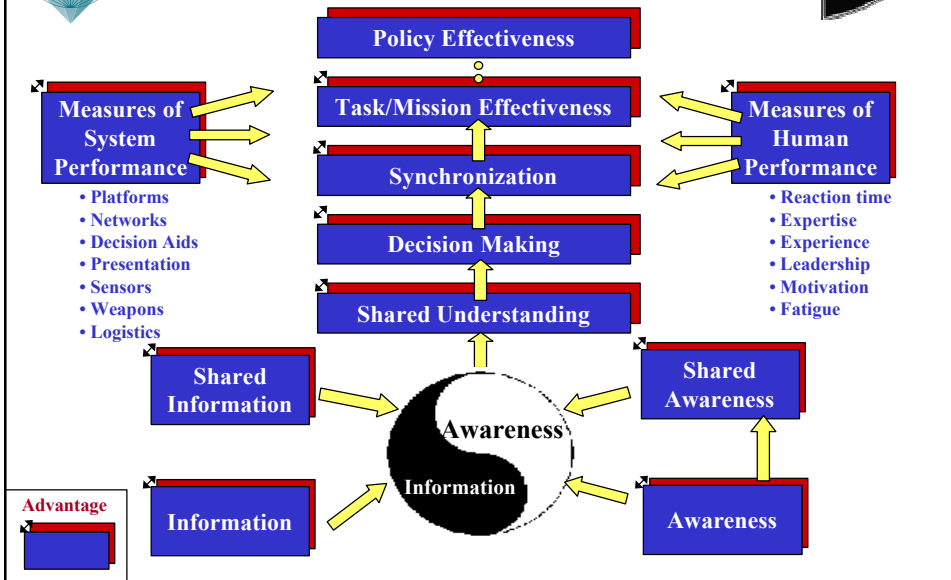 Policy Effectiveness
Task/Mission Effectiveness
Measures of
System
Performance
• Platforms
• Networks
• Decision Aids
• Presentation
• Sensors
• Weapons
• Logistics
Measures of
Human
Performance
• Reaction time
• Expertise
• Experience
• Leadership
• Motivation
• Fatigue
Synchronization
Decision Making
Shared Understanding
Shared
Information
Shared
Awareness
Awareness
Information
Information
Awareness
Advantage